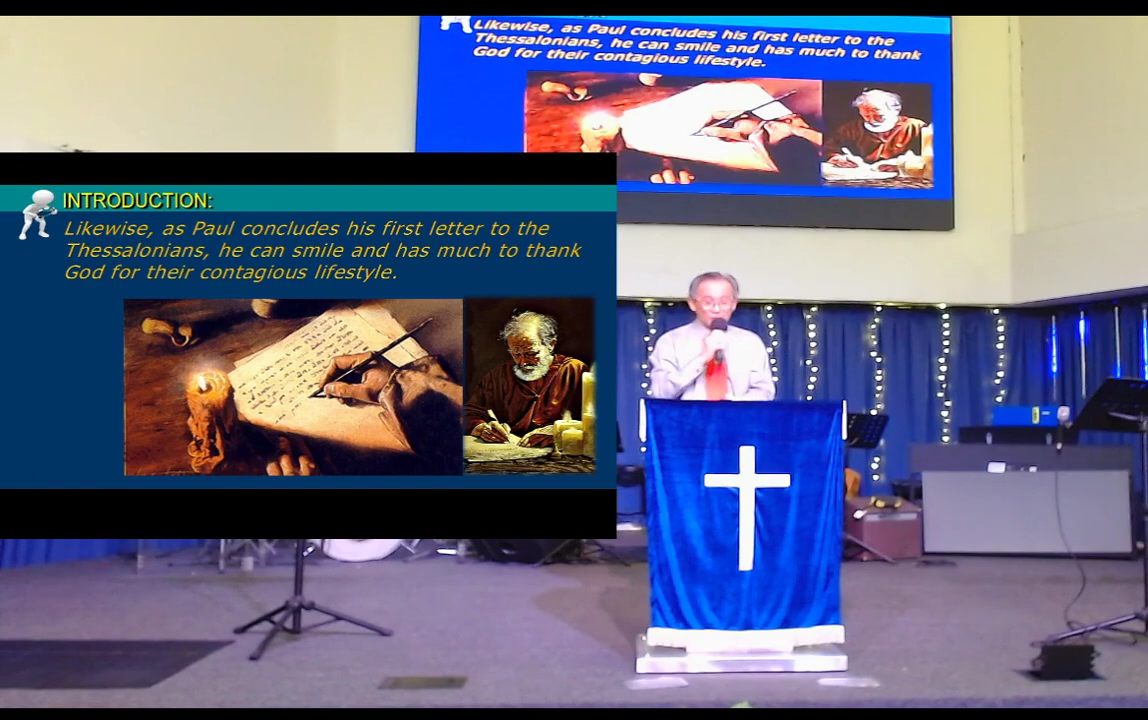 Likewise, as Paul concludes his first letter to the
Thessalonians, he can smile and has much to thank
God for their contagious lifestyle.
INTRODUCTION:
Likewise, as Paul concludes his first letter to the
Thessalonians, he can smile and has much to thank
God for their contagious lifestyle.